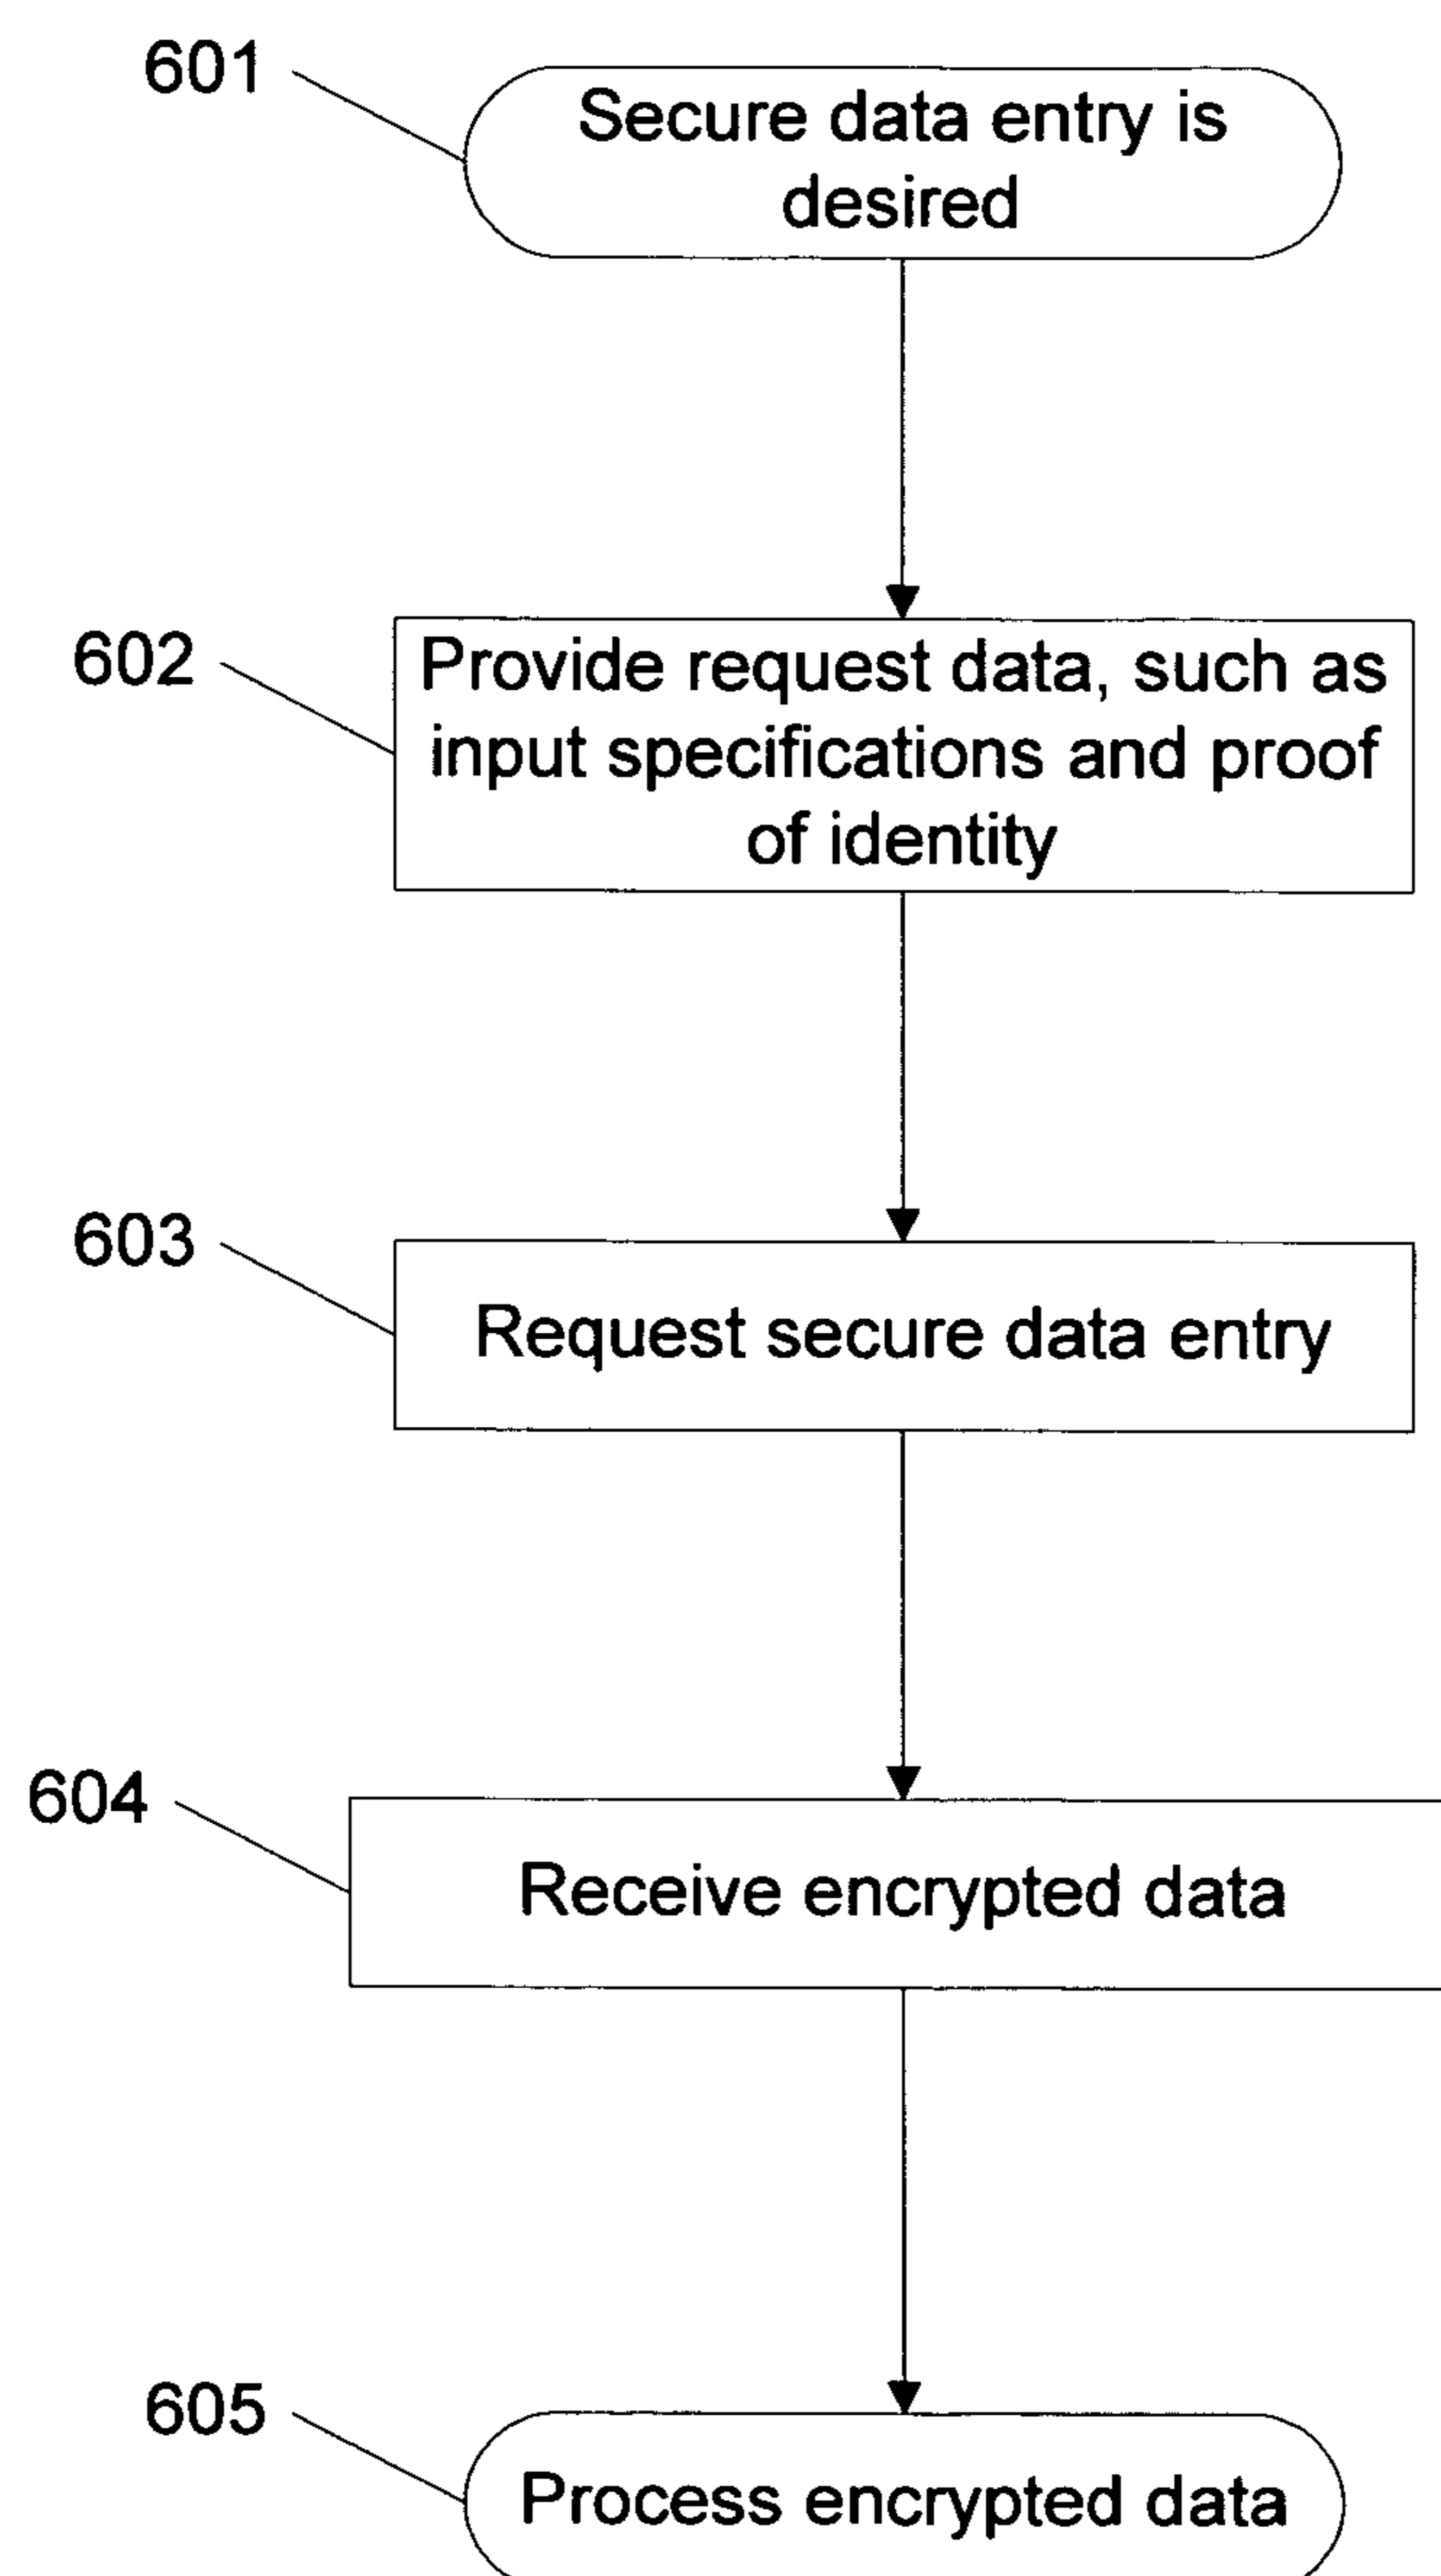 601
Secure data entry is
desired
602
Provide request data, such as
input specifications and proof
of identity
603
Request secure data entry
604
Receive encrypted data
605
Process encrypted data